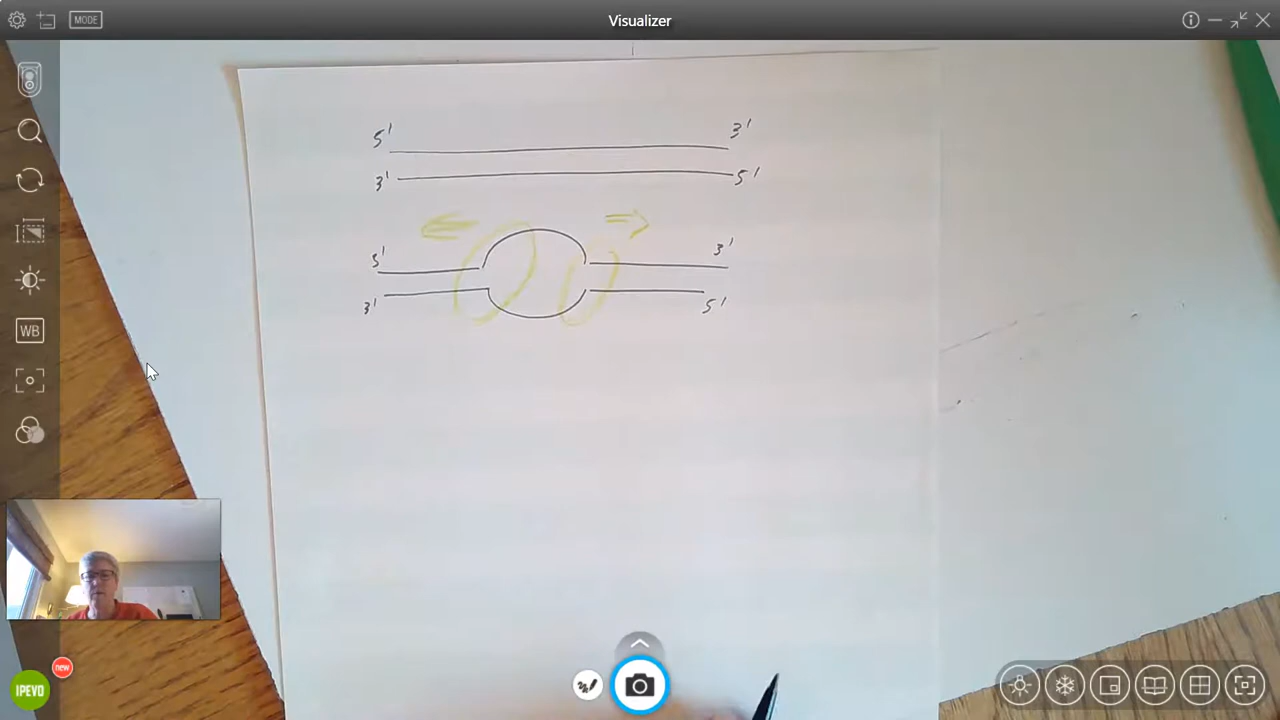 MODE
Visualizer
5' 3'
3' 5'
5' 3'
3' 5'
WB
new
IPEVO